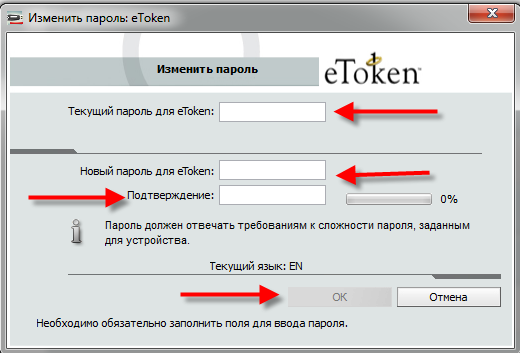 Изменить пароль: eToken
Изменить пароль
eToken
Текущий пароль для eToken:
Новый пароль для eToken:
Подтверждение:
0%
Пароль должен отвечать требованиям к сложности пароля, заданным
для устройства.
Текущий язык: EN
OK
Отмена
Необходимо обязательно заполнить поля для ввода пароля.